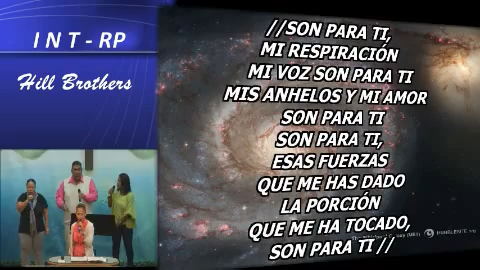 INT-RP
Hill Brothers
//SON PARA TI,
MI RESPIRACIÓN
MI VOZ SON PARA TI
MIS ANHELOS Y MI AMOR
SON PARA TI
SON PARA TI,
ESAS FUERZAS
QUE ME HAS DADO
LA PORCIÓN
QUE ME HA TOCADO,
SON PARA TI //